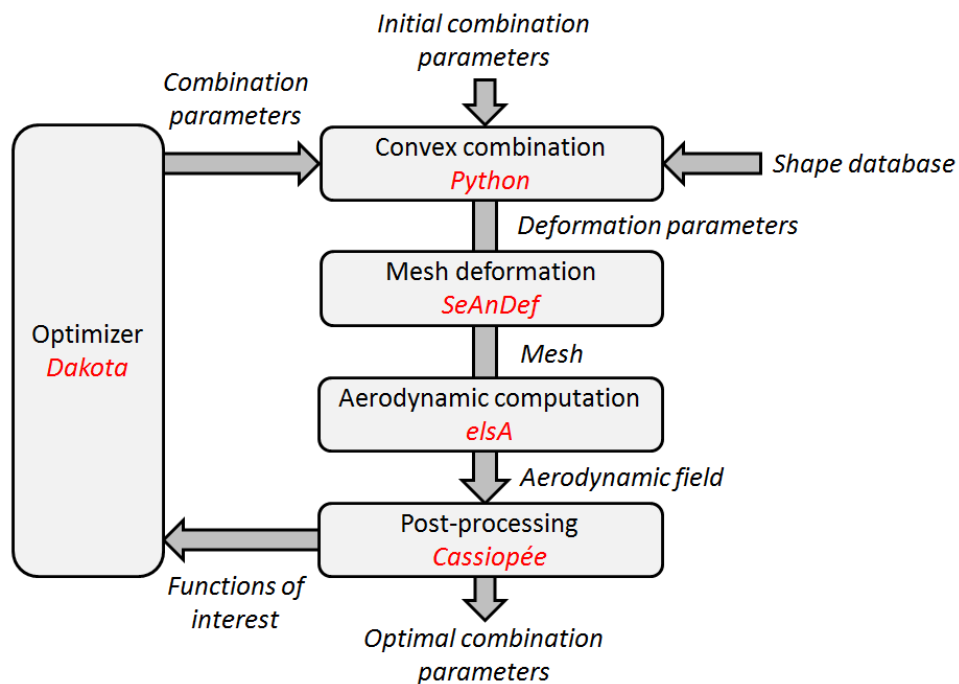 Initial combination
parameters
Combination
parameters
Convex combination
Python
Shape database
Deformation parameters
Mesh deformation
SeAnDef
Optimizer
Dakota
Mesh
Aerodynamic computation
elsA
Aerodynamic field
Post-processing
Cassiopée
Functions of
interest
Optimal combination
parameters